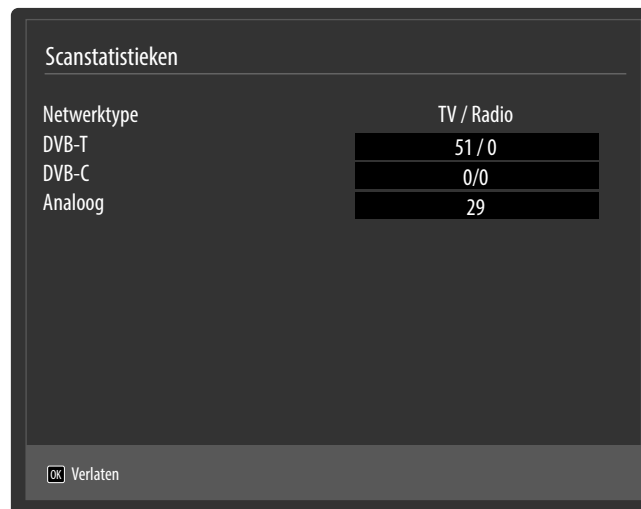 Scanstatistieken
Netwerktype TV / Radio
DVB-T 51 / 0
DVB-C 0/0
Analoog 29
OK Verlaten